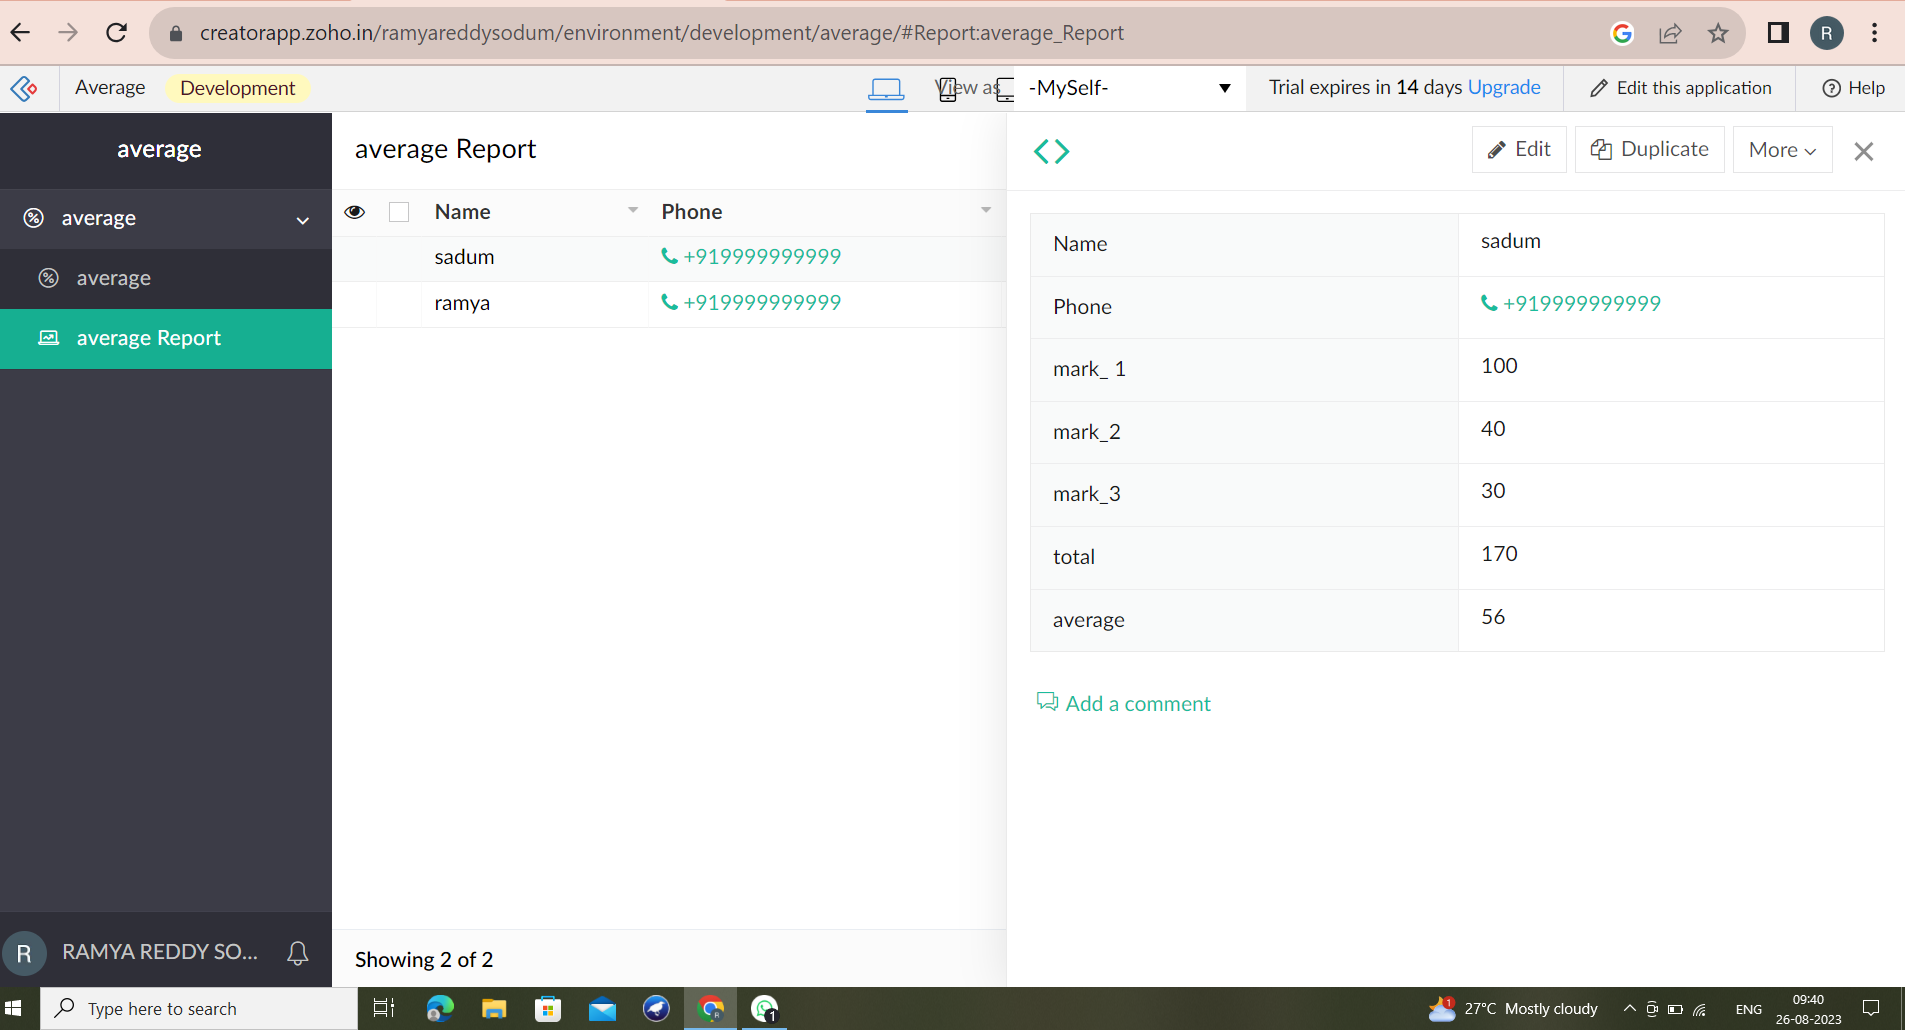 creatorapp.zoho.in/ramyareddysodum/environment/development/average/#Report:average_Report
R
Average
Development
View as
-MySelf-
Trial expires in 14 days Upgrade
Edit this application
Help
average
average
average
average Report
RAMYA REDDY SO...
R
average Report
Name
Phone
sadum
+919999999999
ramya
+919999999999
Showing 2 of 2
Edit
Duplicate
More
Name
sadum
Phone
+919999999999
mark_ 1
100
mark_2
40
mark_3
30
total
170
average
56
Add a comment
Type here to search
1
1
27°C Mostly cloudy
ENG
09:40
26-08-2023